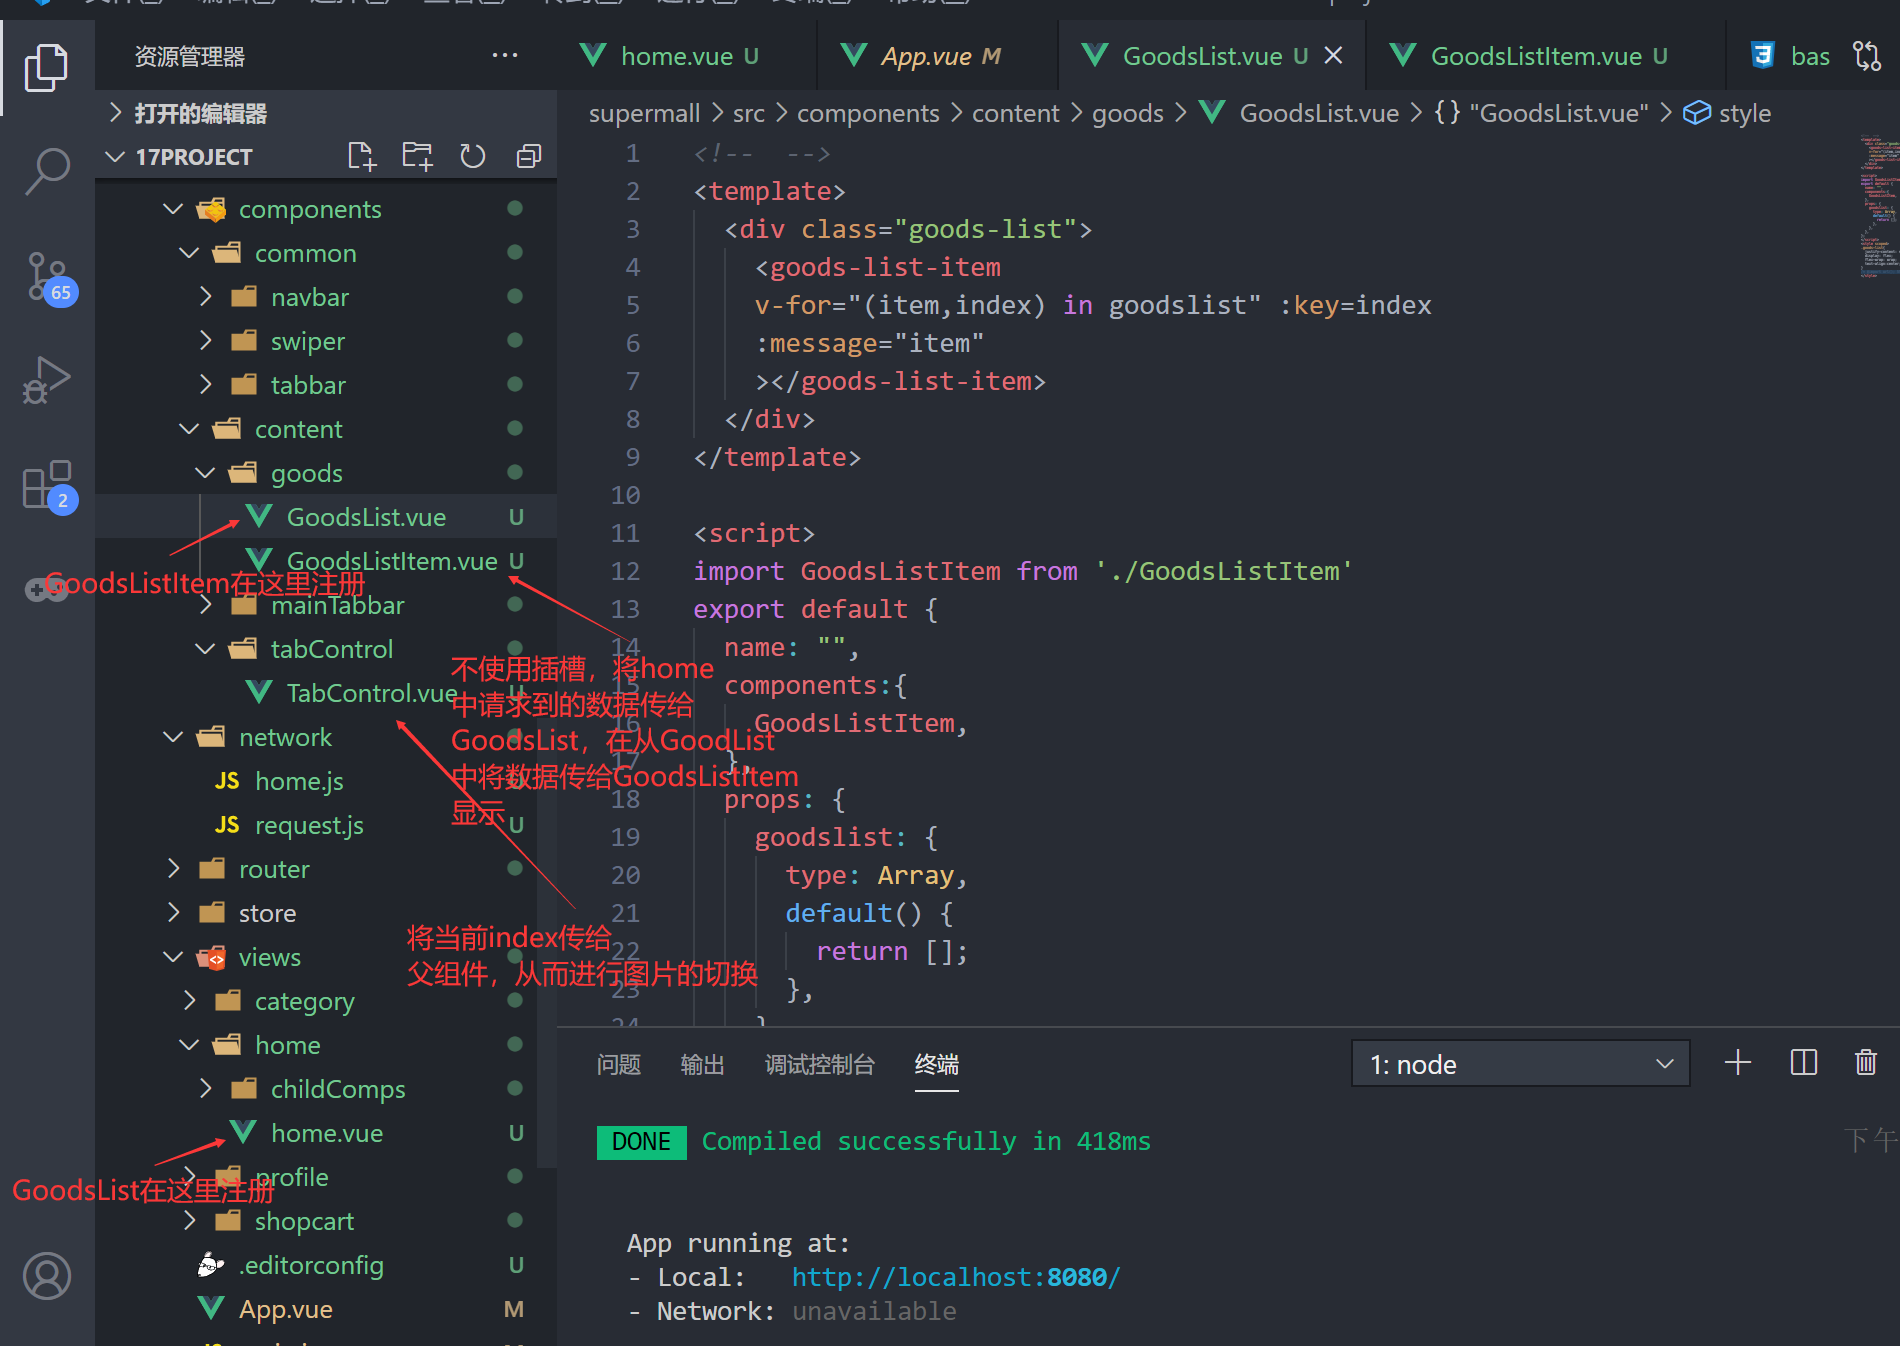 资源管理器 ···
home.vue U
App.vue M
GoodsList.vue U
GoodsListItem.vue U
bas
打开的编辑器
17PROJECT
supermall > src > components > content > goods > GoodsList.vue > {} "GoodsList.vue" > style
components
common
navbar
swiper
tabbar
content
goods
GoodsList.vue U
GoodsListItem.vue U
mainTabbar
tabControl
TabControl.vue U
network
home.js
request.js U
router
store
views
category
home
childComps
home.vue U
profile
shopcart
.editorconfig U
App.vue M
65
2
GoodsListItem在这里注册
不使用插槽，将home
中请求到的数据传给
GoodsList，在从GoodList
中将数据传给GoodsListItem
显示
将当前index传给
父组件，从而进行图片的切换
GoodsList在这里注册
1 <!--  -->
2 <template>
3 <div class="goods-list">
4 <goods-list-item
5 v-for="(item,index) in goodslist" :key=index
6 :message="item"
7 ></goods-list-item>
8 </div>
9 </template>
10
11 <script>
12 import GoodsListItem from './GoodsListItem'
13 export default {
14 name: "",
15 components:{
16 GoodsListItem,
17 },
18 props: {
19 goodslist: {
20 type: Array,
21 default() {
22 return [];
23 },
24 }
问题 输出 调试控制台 终端
1: node
DONE Compiled successfully in 418ms
下午
App running at:
- Local: http://localhost:8080/
- Network: unavailable